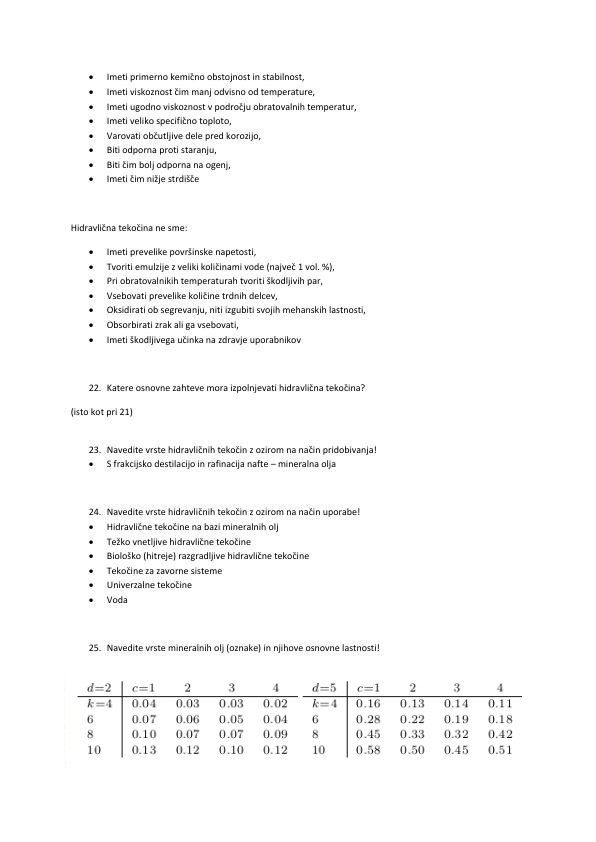 • Imeti primerno kemično obstojnost in stabilnost,
• Imeti viskoznost čim manj odvisno od temperature,
• Imeti ugodno viskoznost v področju obratovalnih temperatur,
• Imeti veliko specifično toploto,
• Varovati občutljive dele pred korozijo,
• Biti odporna proti staranju,
• Biti čim bolj odporna na ogenj,
• Imeti čim nižje strdišče
Hidravlična tekočina ne sme:
• Imeti prevelike površinske napetosti,
• Tvoriti emulzije z veliki količinami vode (največ 1 vol. %),
• Pri obratovalnikih temperaturah tvoriti škodljivih par,
• Vsebovati prevelike količine trdnih delcev,
• Oksidirati ob segrevanju, niti izgubiti svojih mehanskih lastnosti,
• Obsorbirati zrak ali ga vsebovati,
• Imeti škodljivega učinka na zdravje uporabnikov
22. Katere osnovne zahteve mora izpolnjevati hidravlična tekočina?
(isto kot pri 21)
23. Navedite vrste hidravličnih tekočin z ozirom na način pridobivanja!
• S frakcijsko destilacijo in rafinacija nafte – mineralna olja
24. Navedite vrste hidravličnih tekočin z ozirom na način uporabe!
• Hidravlične tekočine na bazi mineralnih olj
• Težko vnetljive hidravlične tekočine
• Biološko (hitreje) razgradljive hidravlične tekočine
• Tekočine za zavorne sisteme
• Univerzalne tekočine
• Voda
25. Navedite vrste mineralnih olj (oznake) in njihove osnovne lastnosti!
d=2 c=1 2 3 4 d=5 c=1 2 3 4
k=4 0.04 0.03 0.03 0.02 k=4 0.16 0.13 0.14 0.11
6 0.07 0.06 0.05 0.04 6 0.28 0.22 0.19 0.18
8 0.10 0.07 0.07 0.09 8 0.45 0.33 0.32 0.42
10 0.13 0.12 0.10 0.12 10 0.58 0.50 0.45 0.51